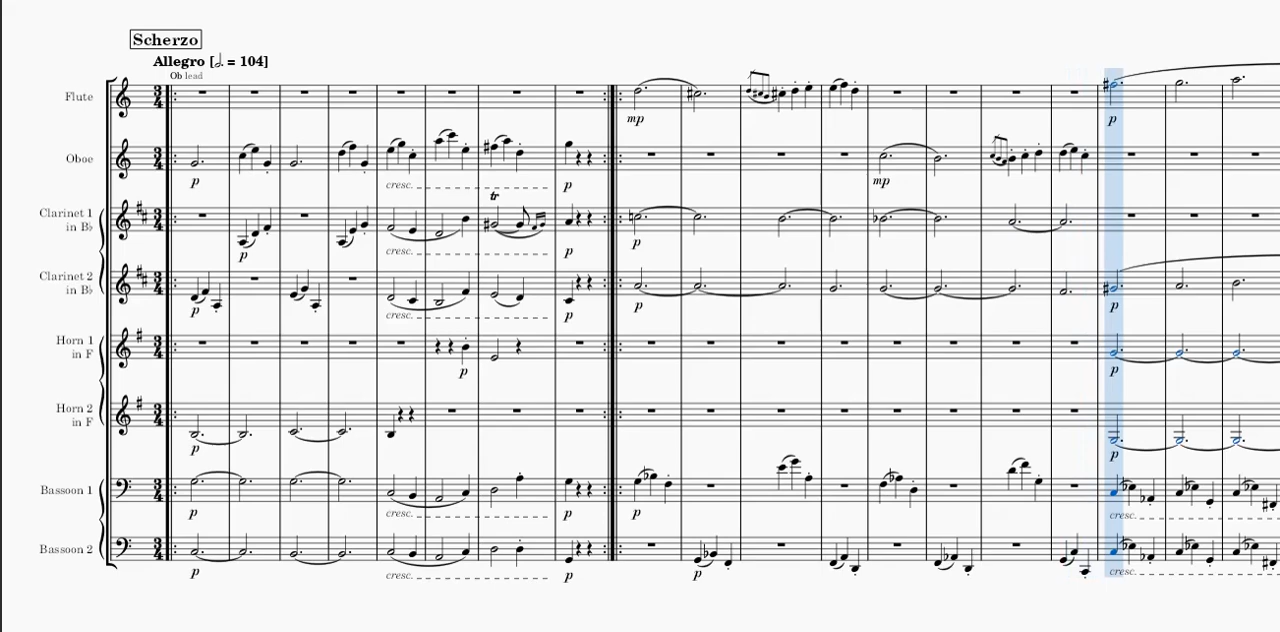 Scherzo
Allegro [𝅗𝅥. = 104]
Ob lead
Flute
mp
p
Oboe
p
cresc.
p
mp
tr
Clarinet 1
in B♭
p
cresc.
p
p
Clarinet 2
in B♭
p
cresc.
p
p
p
Horn 1
in F
p
p
Horn 2
in F
p
p
Bassoon 1
p
cresc.
p
p
cresc.
Bassoon 2
p
cresc.
p
p
cresc.